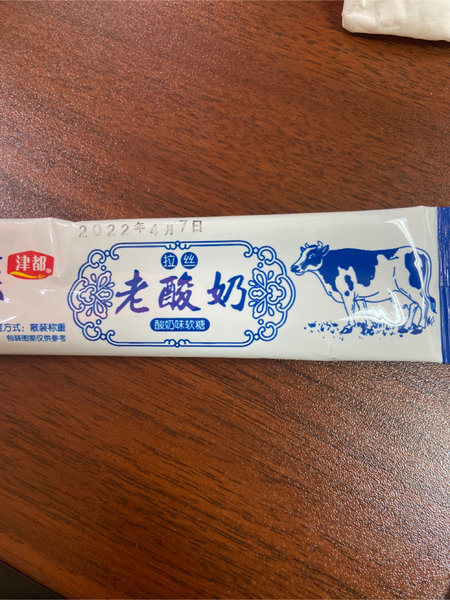 2022年4月7日
津都
拉丝
老酸奶
酸奶味软糖
方式：散装称重
包装图案仅供参考